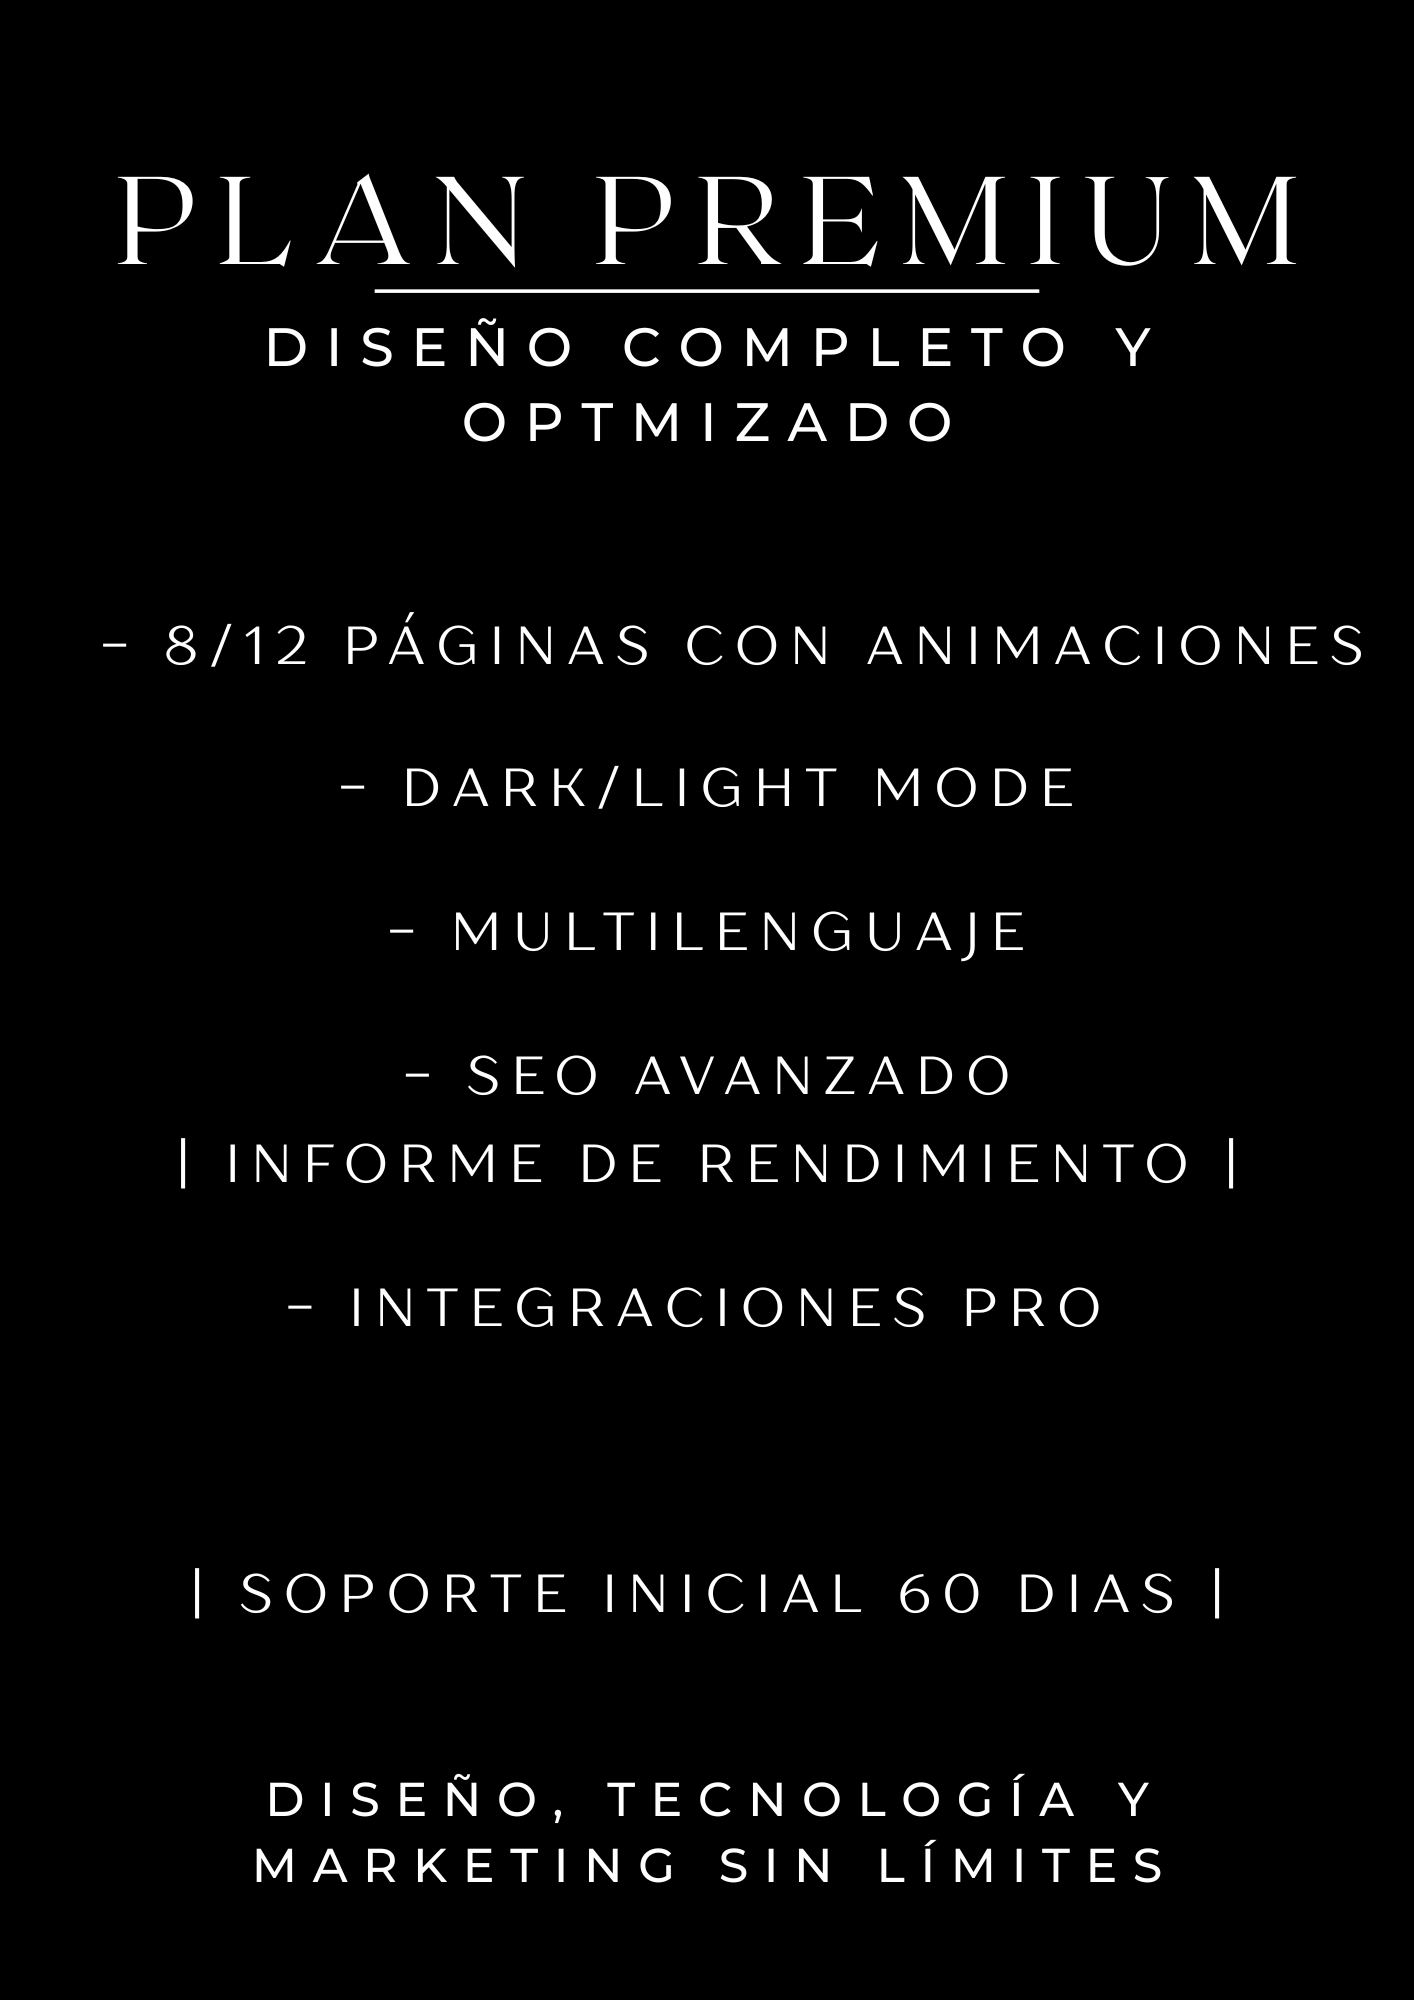 PLAN PREMIUM
DISEÑO COMPLETO Y
OPTMIZADO
- 8/12 PÁGINAS CON ANIMACIONES
- DARK/LIGHT MODE
- MULTILENGUAJE
- SEO AVANZADO
| INFORME DE RENDIMIENTO |
- INTEGRACIONES PRO
| SOPORTE INICIAL 60 DIAS |
DISEÑO, TECNOLOGÍA Y
MARKETING SIN LÍMITES